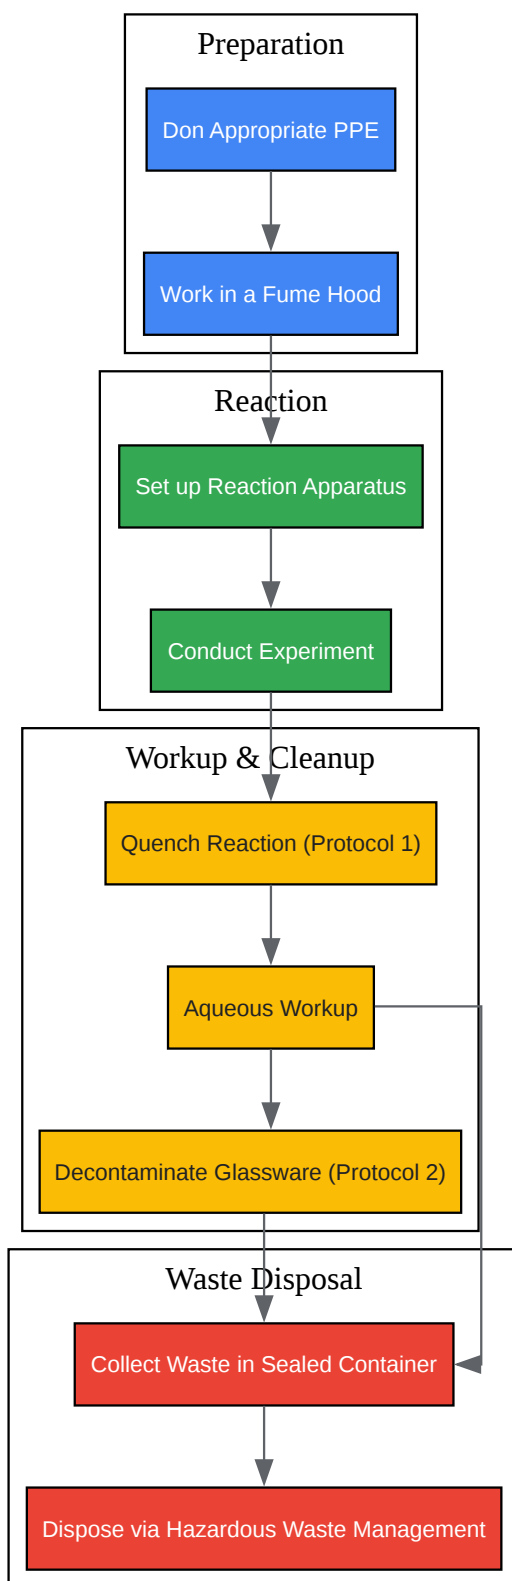 Preparation
Don Appropriate PPE
Work in a Fume Hood
Reaction
Set up Reaction Apparatus
Conduct Experiment
Workup & Cleanup
Quench Reaction (Protocol 1)
Aqueous Workup
Decontaminate Glassware (Protocol 2)
Waste Disposal
Collect Waste in Sealed Container
Dispose via Hazardous Waste Management